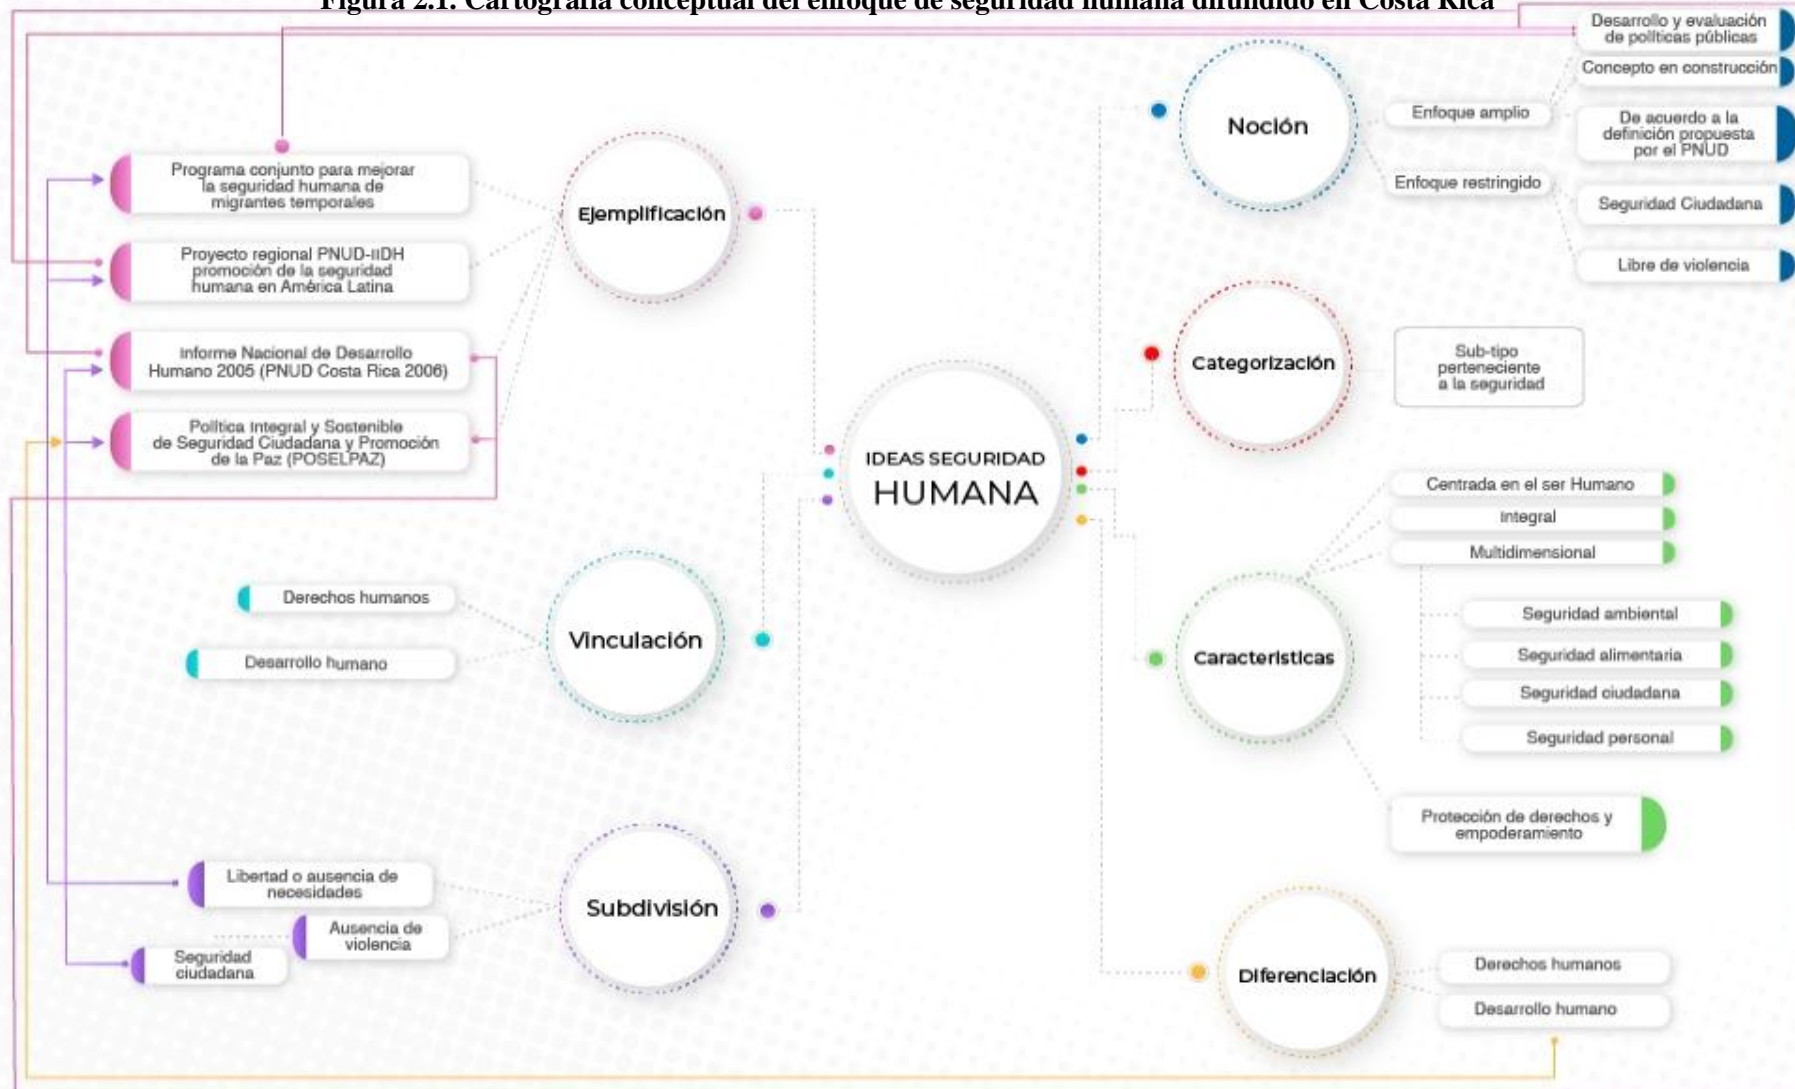 Figura 2.1. Cartografía conceptual del enfoque de seguridad humana difundido en Costa Rica
Programa conjunto para mejorar
la seguridad humana de
migrantes temporales
Proyecto regional PNUD-IIDH
promoción de la seguridad
humana en América Latina
Informe Nacional de Desarrollo
Humano 2005 (PNUD Costa Rica 2006)
Política Integral y Sostenible
de Seguridad Ciudadana y Promoción
de la Paz (POSELPAZ)
Ejemplificación
Derechos humanos
Desarrollo humano
Vinculación
Libertad o ausencia de
necesidades
Ausencia de
violencia
Seguridad
ciudadana
Subdivisión
IDEAS SEGURIDAD
HUMANA
Noción
Enfoque amplio
Enfoque restringido
Desarrollo y evaluación
de políticas públicas
Concepto en construcción
De acuerdo a la
definición propuesta
por el PNUD
Seguridad Ciudadana
Libre de violencia
Categorización
Sub-tipo
perteneciente
a la seguridad
Características
Centrada en el ser Humano
Integral
Multidimensional
Seguridad ambiental
Seguridad alimentaria
Seguridad ciudadana
Seguridad personal
Protección de derechos y
empoderamiento
Diferenciación
Derechos humanos
Desarrollo humano